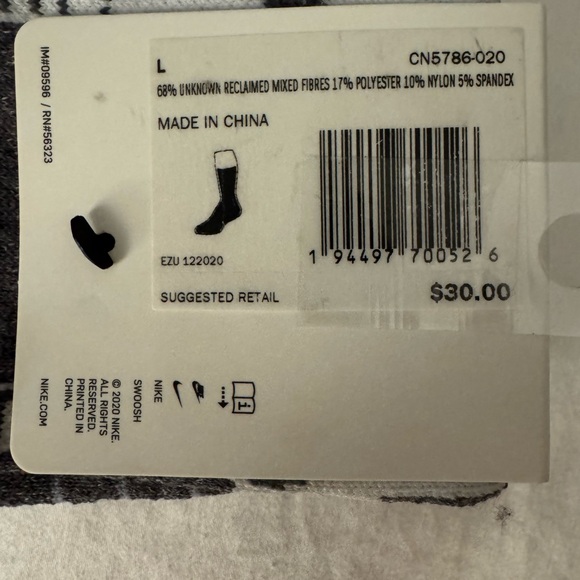 L CN5786-020
68% UNKNOWN RECLAIMED MIXED FIBRES 17% POLYESTER 10% NYLON 5% SPANDEX
MADE IN CHINA
EZU 122020
1 94497 70052 6
SUGGESTED RETAIL $30.00
IM#09596 / RN#56323
SWOOSH
NIKE
© 2020 NIKE.
ALL RIGHTS
RESERVED.
PRINTED IN
CHINA.
NIKE.COM